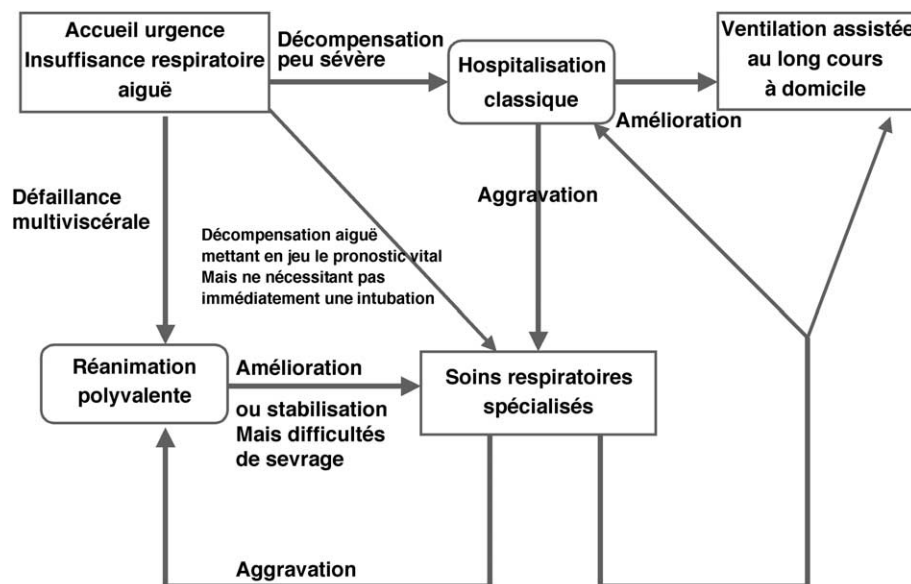 Accueil urgence
Insuffisance respiratoire
aiguë
Décompensation
peu sévère
Hospitalisation
classique
Ventilation assistée
au long cours
à domicile
Amélioration
Aggravation
Défaillance
multiviscérale
Décompensation aiguë
mettant en jeu le pronostic vital
Mais ne nécessitant pas
immédiatement une intubation
Réanimation
polyvalente
Amélioration
ou stabilisation
Mais difficultés
de sevrage
Soins respiratoires
spécialisés
Aggravation